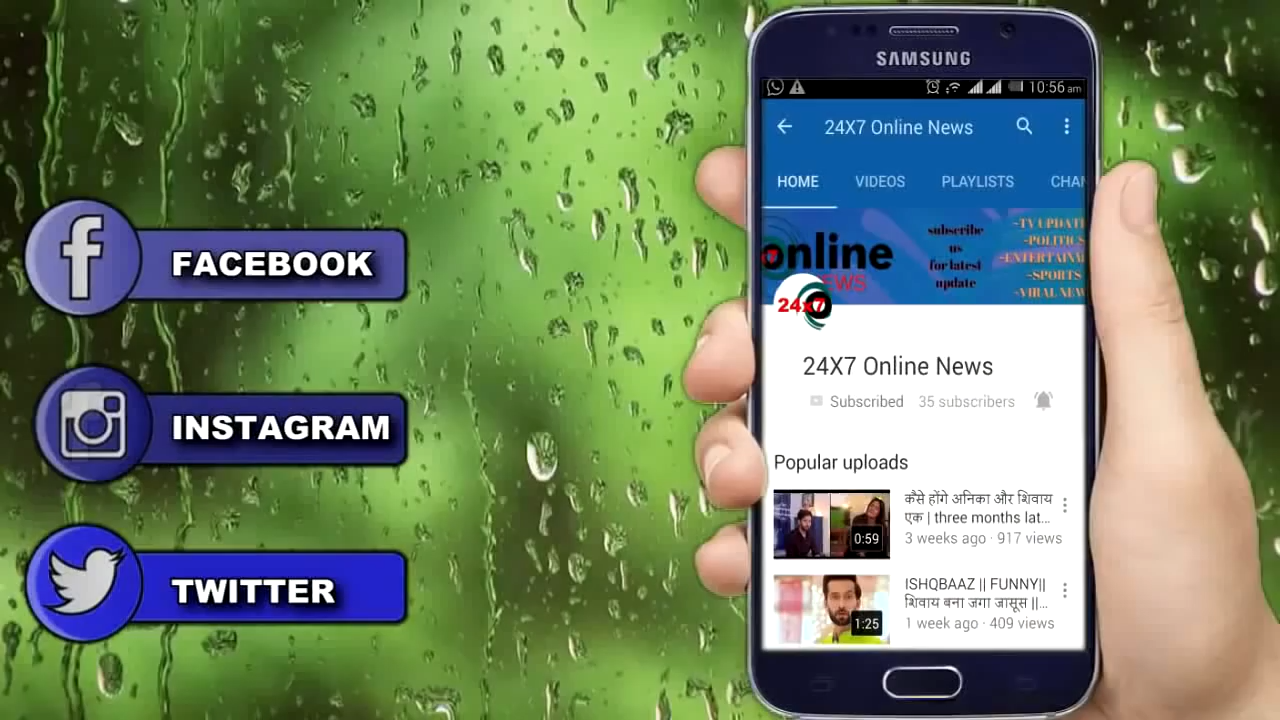 FACEBOOK
INSTAGRAM
TWITTER
SAMSUNG
10:56 am
24X7 Online News
HOME VIDEOS PLAYLISTS CHAN
online
NEWS
subscribe
us
for latest
update
~TV UPDATE
~POLITICS
~ENTERTAINM
~SPORTS
~VIRAL NEW
24x7
24X7 Online News
Subscribed 35 subscribers
Popular uploads
0:59
कैसे होंगे अनिका और शिवाय
एक | three months lat...
3 weeks ago · 917 views
1:25
ISHQBAAZ || FUNNY||
शिवाय बना जगा जासूस ||...
1 week ago · 409 views